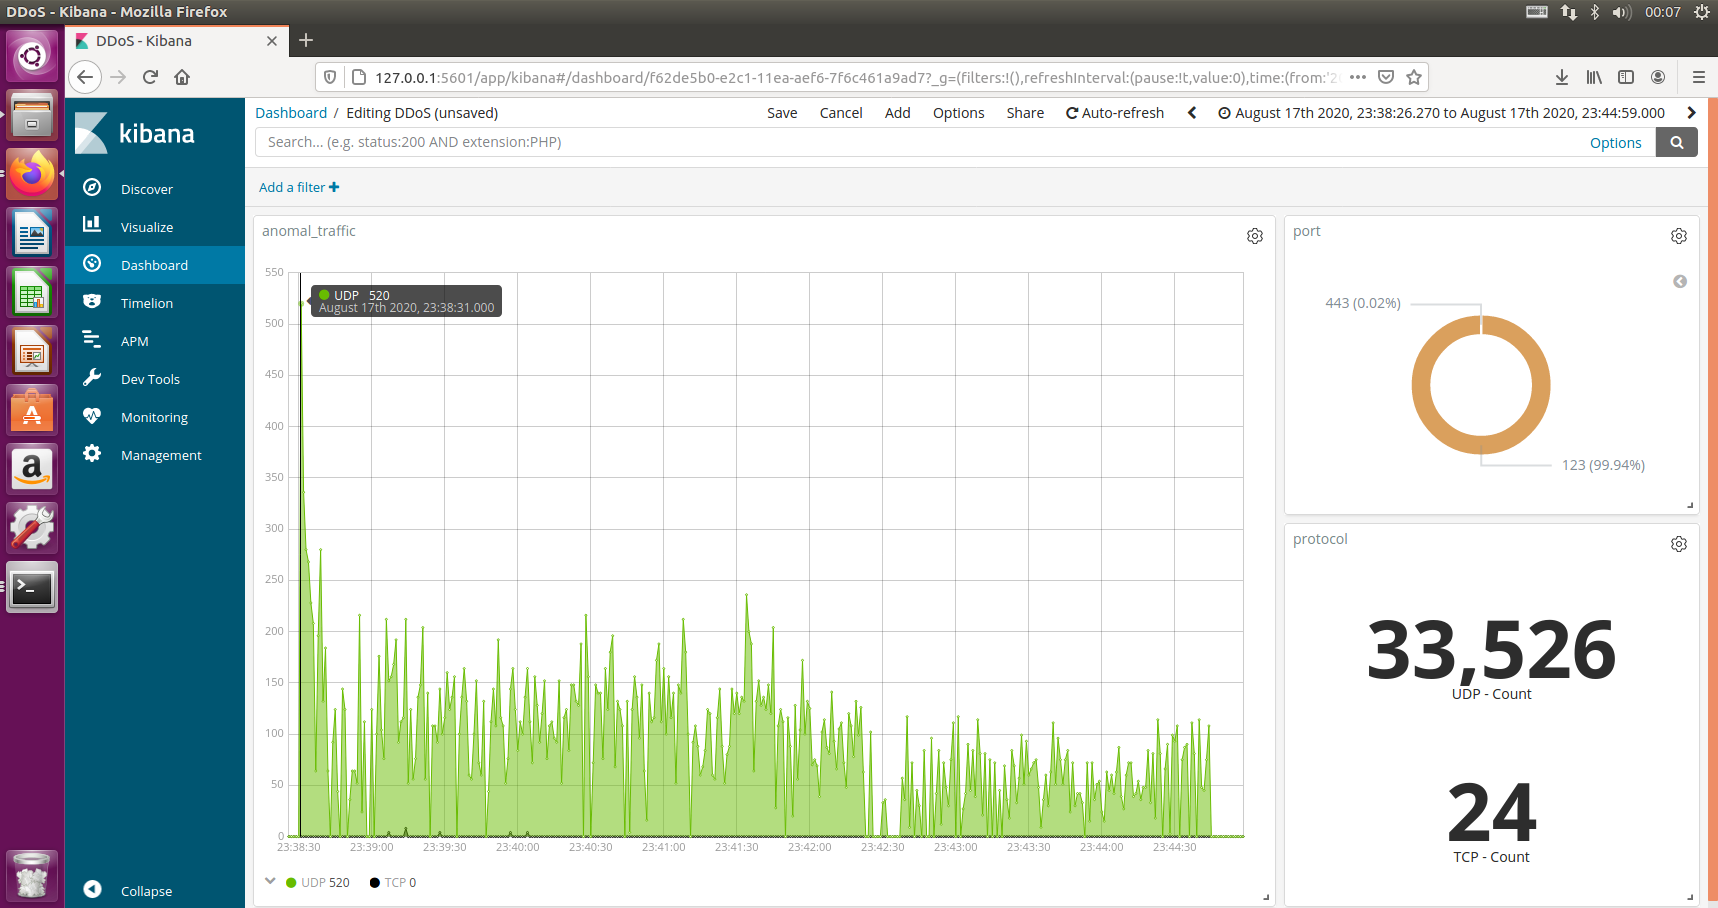 DDoS - Kibana - Mozilla Firefox
00:07
DDoS - Kibana
127.0.0.1:5601/app/kibana#/dashboard/f62de5b0-e2c1-11ea-aef6-7f6c461a9ad7?_g=(filters:!(),refreshInterval:(pause:!t,value:0),time:(from:'2
kibana
Discover
Visualize
Dashboard
Timelion
APM
Dev Tools
Monitoring
Management
Collapse
Dashboard / Editing DDoS (unsaved)
Save Cancel Add Options Share Auto-refresh August 17th 2020, 23:38:26.270 to August 17th 2020, 23:44:59.000
Search... (e.g. status:200 AND extension:PHP)
Options
Add a filter
anomal_traffic
550
500
450
400
350
300
250
200
150
100
50
0
UDP 520
August 17th 2020, 23:38:31.000
23:38:30 23:39:00 23:39:30 23:40:00 23:40:30 23:41:00 23:41:30 23:42:00 23:42:30 23:43:00 23:43:30 23:44:00 23:44:30
UDP 520 TCP 0
port
443 (0.02%)
123 (99.94%)
protocol
33,526
UDP - Count
24
TCP - Count